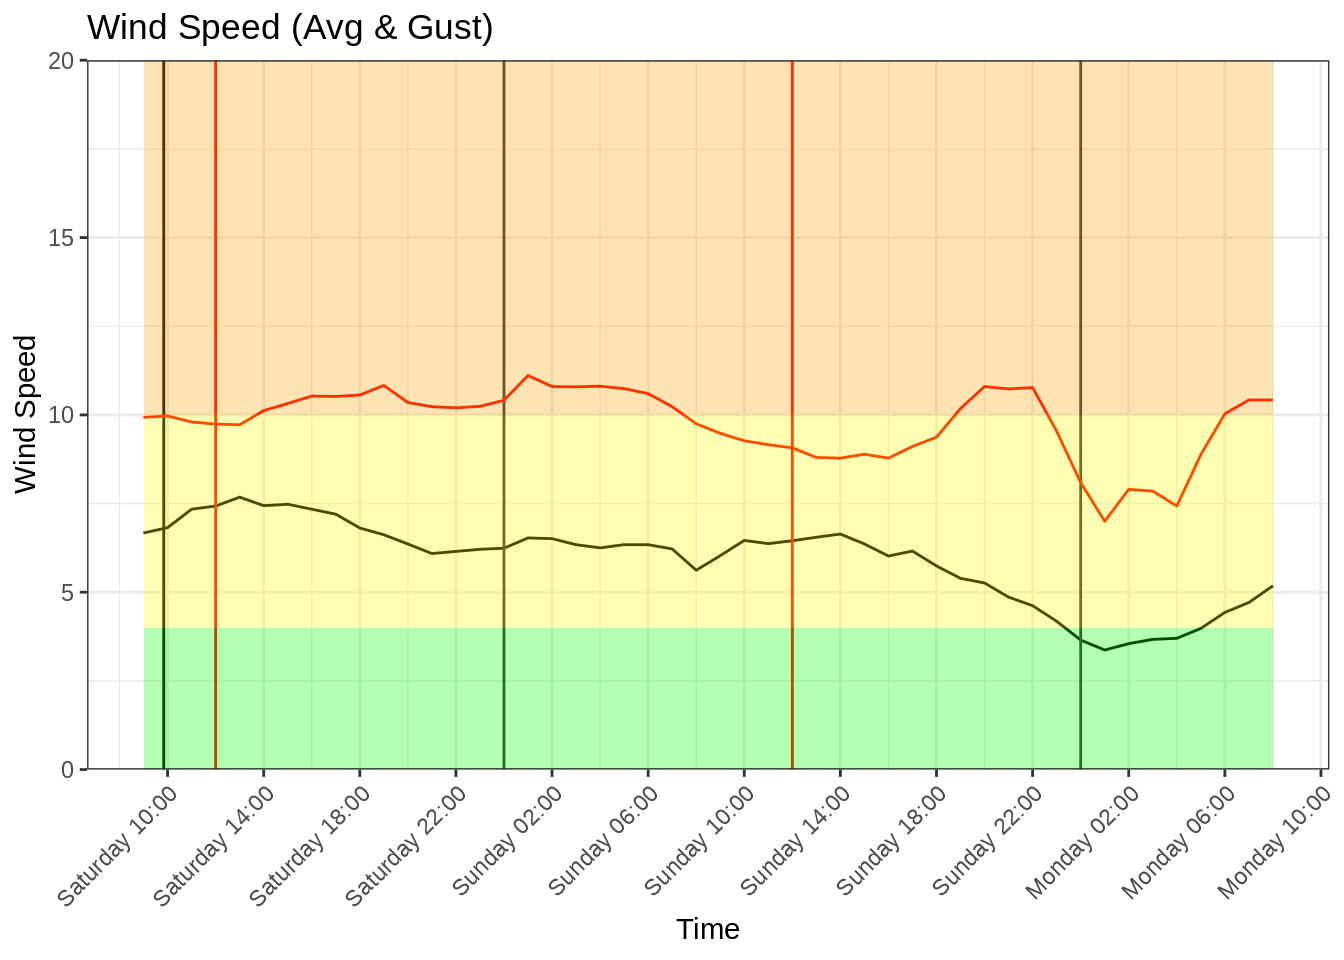 Wind Speed (Avg & Gust)
20
15
10
5
0
Wind Speed
Saturday 10:00
Saturday 14:00
Saturday 18:00
Saturday 22:00
Sunday 02:00
Sunday 06:00
Sunday 10:00
Sunday 14:00
Sunday 18:00
Sunday 22:00
Monday 02:00
Monday 06:00
Monday 10:00
Time